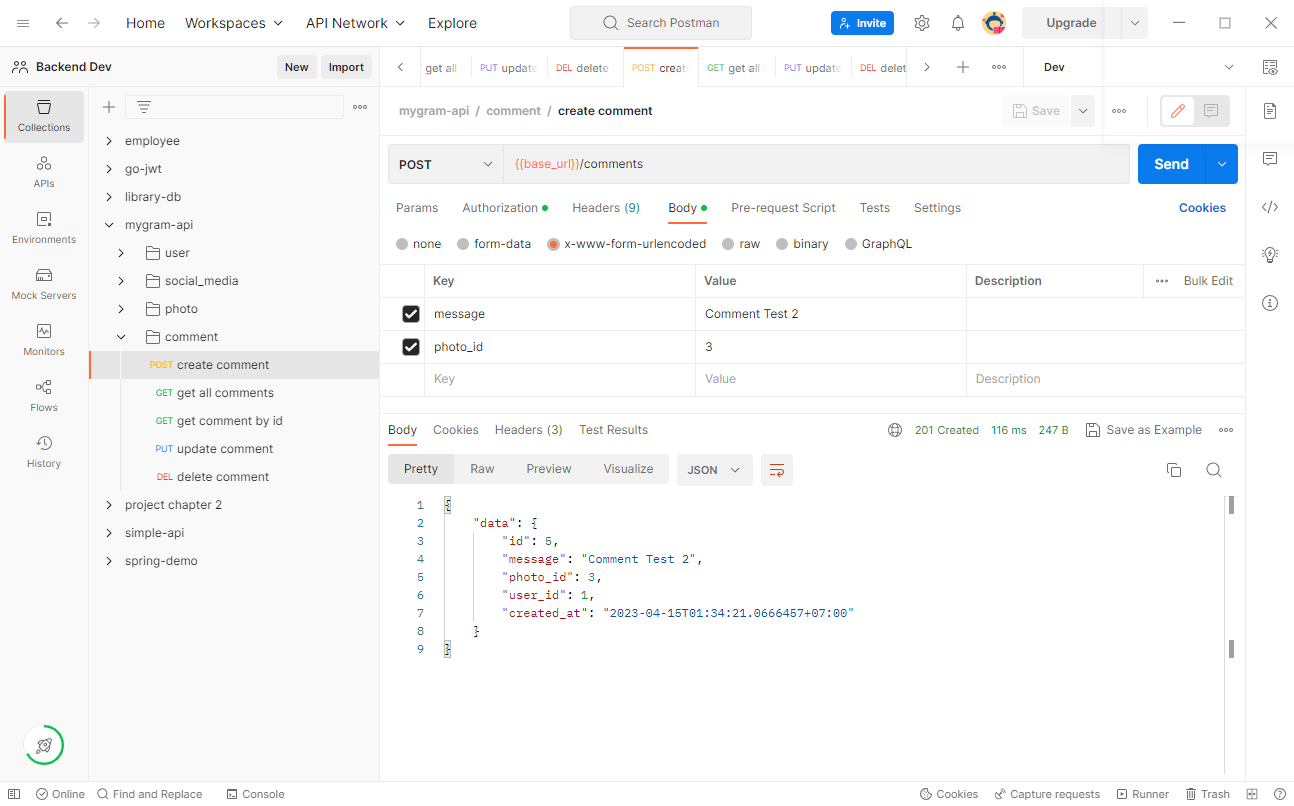 Home Workspaces API Network Explore Search Postman Invite Upgrade
Backend Dev New Import
get all PUT update DEL delete POST creat GET get all PUT update DEL delet Dev
Collections
APIs
Environments
Mock Servers
Monitors
Flows
History
employee
go-jwt
library-db
mygram-api
user
social_media
photo
comment
POST create comment
GET get all comments
GET get comment by id
PUT update comment
DEL delete comment
project chapter 2
simple-api
spring-demo
mygram-api / comment / create comment Save
POST {{base_url}}/comments Send
Params Authorization Headers (9) Body Pre-request Script Tests Settings Cookies
none form-data x-www-form-urlencoded raw binary GraphQL
Key Value Description Bulk Edit
message Comment Test 2
photo_id 3
Key Value Description
Body Cookies Headers (3) Test Results 201 Created 116 ms 247 B Save as Example
Pretty Raw Preview Visualize JSON
1 {
2 "data": {
3 "id": 5,
4 "message": "Comment Test 2",
5 "photo_id": 3,
6 "user_id": 1,
7 "created_at": "2023-04-15T01:34:21.0666457+07:00"
8 }
9 }
Online Find and Replace Console Cookies Capture requests Runner Trash